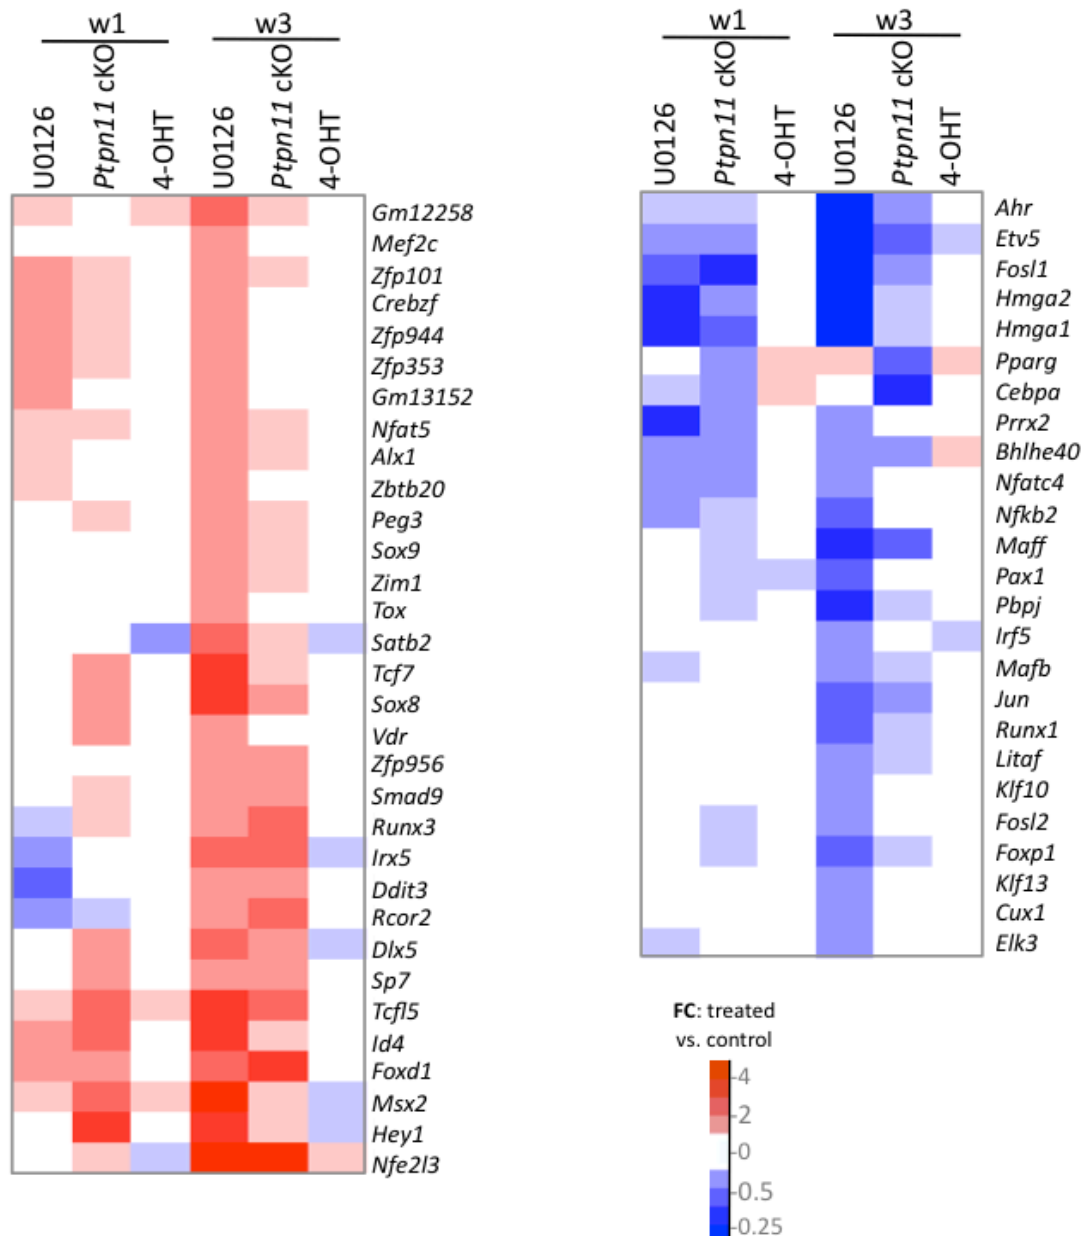 w1 w3
U0126
Ptpn11 cKO
4-OHT
U0126
Ptpn11 cKO
4-OHT
Gm12258
Mef2c
Zfp101
Crebzf
Zfp944
Zfp353
Gm13152
Nfat5
Alx1
Zbtb20
Peg3
Sox9
Zim1
Tox
Satb2
Tcf7
Sox8
Vdr
Zfp956
Smad9
Runx3
Irx5
Ddit3
Rcor2
Dlx5
Sp7
Tcfl5
Id4
Foxd1
Msx2
Hey1
Nfe2l3
w1 w3
U0126
Ptpn11 cKO
4-OHT
U0126
Ptpn11 cKO
4-OHT
Ahr
Etv5
Fosl1
Hmga2
Hmga1
Pparg
Cebpa
Prrx2
Bhlhe40
Nfatc4
Nfkb2
Maff
Pax1
Pbpj
Irf5
Mafb
Jun
Runx1
Litaf
Klf10
Fosl2
Foxp1
Klf13
Cux1
Elk3
FC: treated
vs. control
-4
-2
-0
-0.5
-0.25